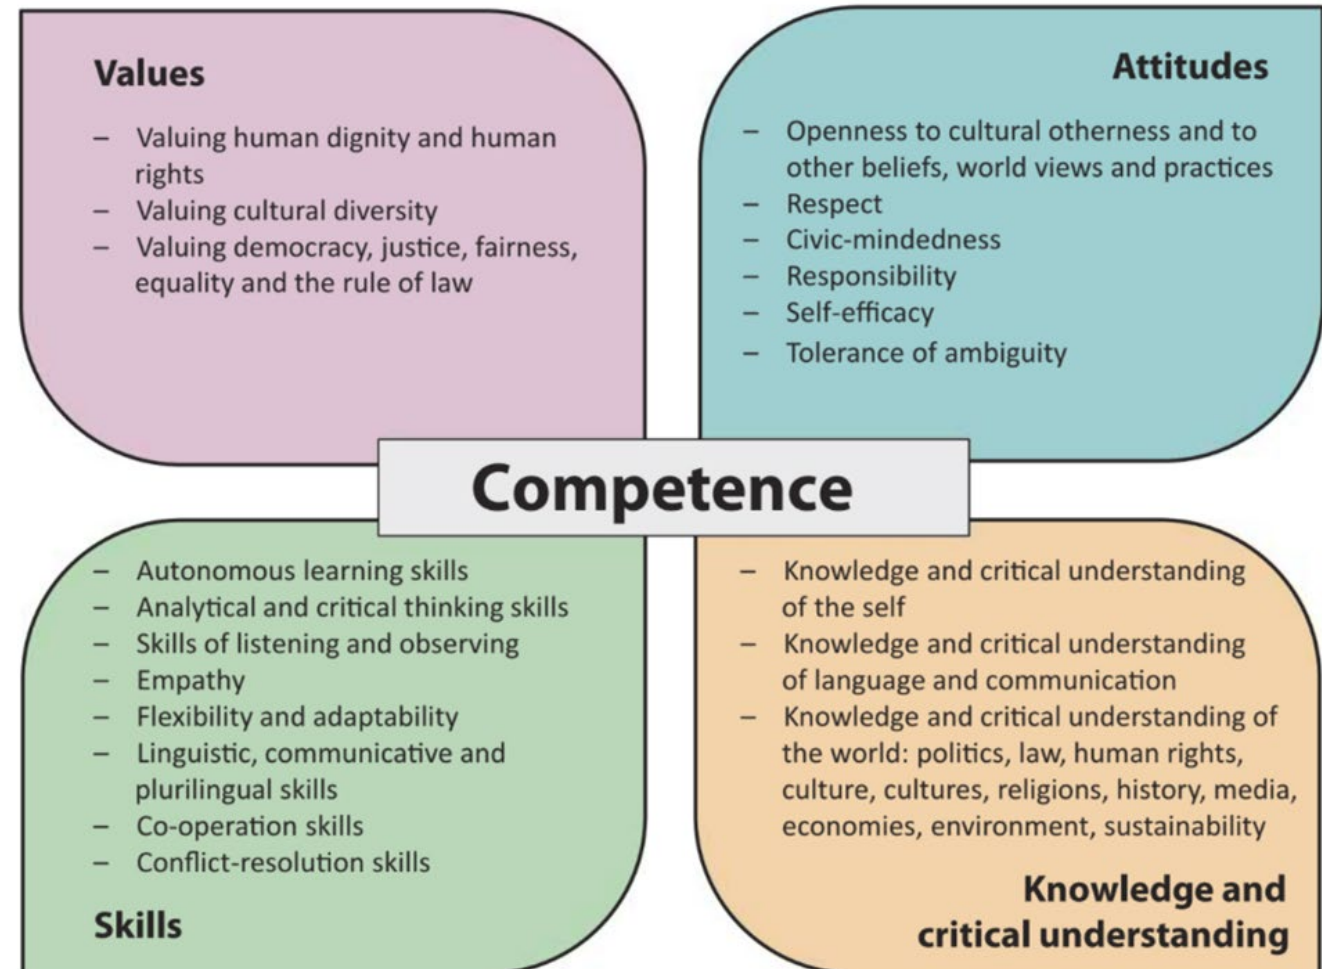 Values
– Valuing human dignity and human
rights
– Valuing cultural diversity
– Valuing democracy, justice, fairness,
equality and the rule of law
Attitudes
– Openness to cultural otherness and to
other beliefs, world views and practices
– Respect
– Civic-mindedness
– Responsibility
– Self-efficacy
– Tolerance of ambiguity
Competence
– Autonomous learning skills
– Analytical and critical thinking skills
– Skills of listening and observing
– Empathy
– Flexibility and adaptability
– Linguistic, communicative and
plurilingual skills
– Co-operation skills
– Conflict-resolution skills
Skills
– Knowledge and critical understanding
of the self
– Knowledge and critical understanding
of language and communication
– Knowledge and critical understanding of
the world: politics, law, human rights,
culture, cultures, religions, history, media,
economies, environment, sustainability
Knowledge and
critical understanding